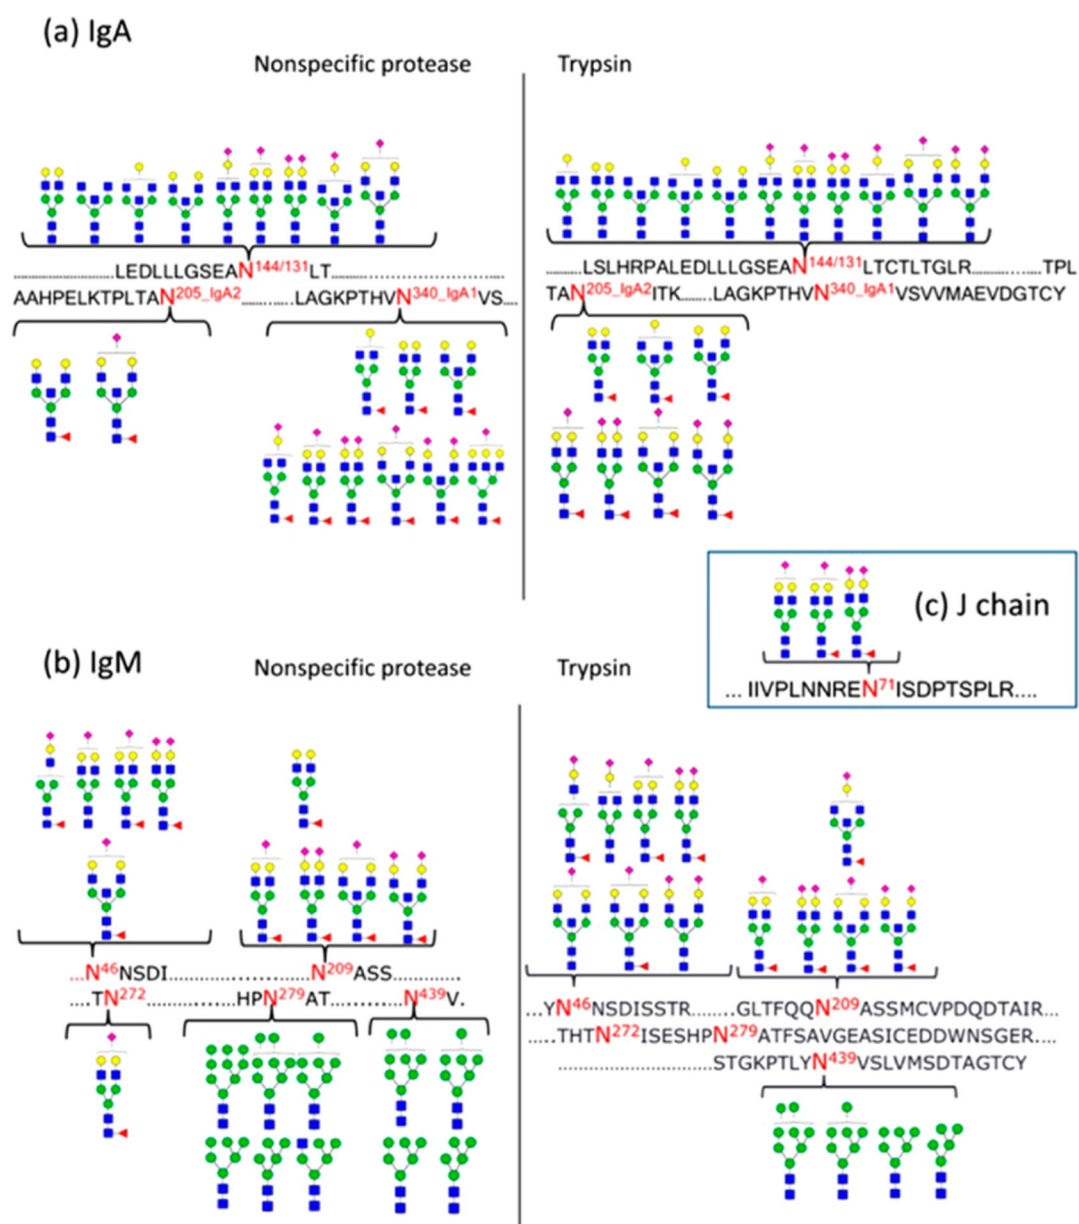 (a) IgA
Nonspecific protease
Trypsin
..............LEDLLLGSEAN144/131LT..............................
AAHPELKTPLTAN205_IgA2..............LAGKPTHVN340_IgA1VS....
..........LSLHRPALEDLLLGSEAN144/131LTCTLTGLR..............TPL
TAN205_IgA2ITK........LAGKPTHVN340_IgA1VSVVMAEVDGTCY
(c) J chain
... IIVPLNNREN71ISDPTSPLR....
(b) IgM
Nonspecific protease
Trypsin
...N46NSDI..............................N209ASS..............
....TN272......................HPN279AT..............N439V.
...YN46NSDISSTR.........GLTFQQN209ASSMCVPDQDTAIR...
.....THTN272ISESHPN279ATFSAVGEASICEDDWNSGER....
..............................STGKPTLYN439VSLVMSDTAGTCY